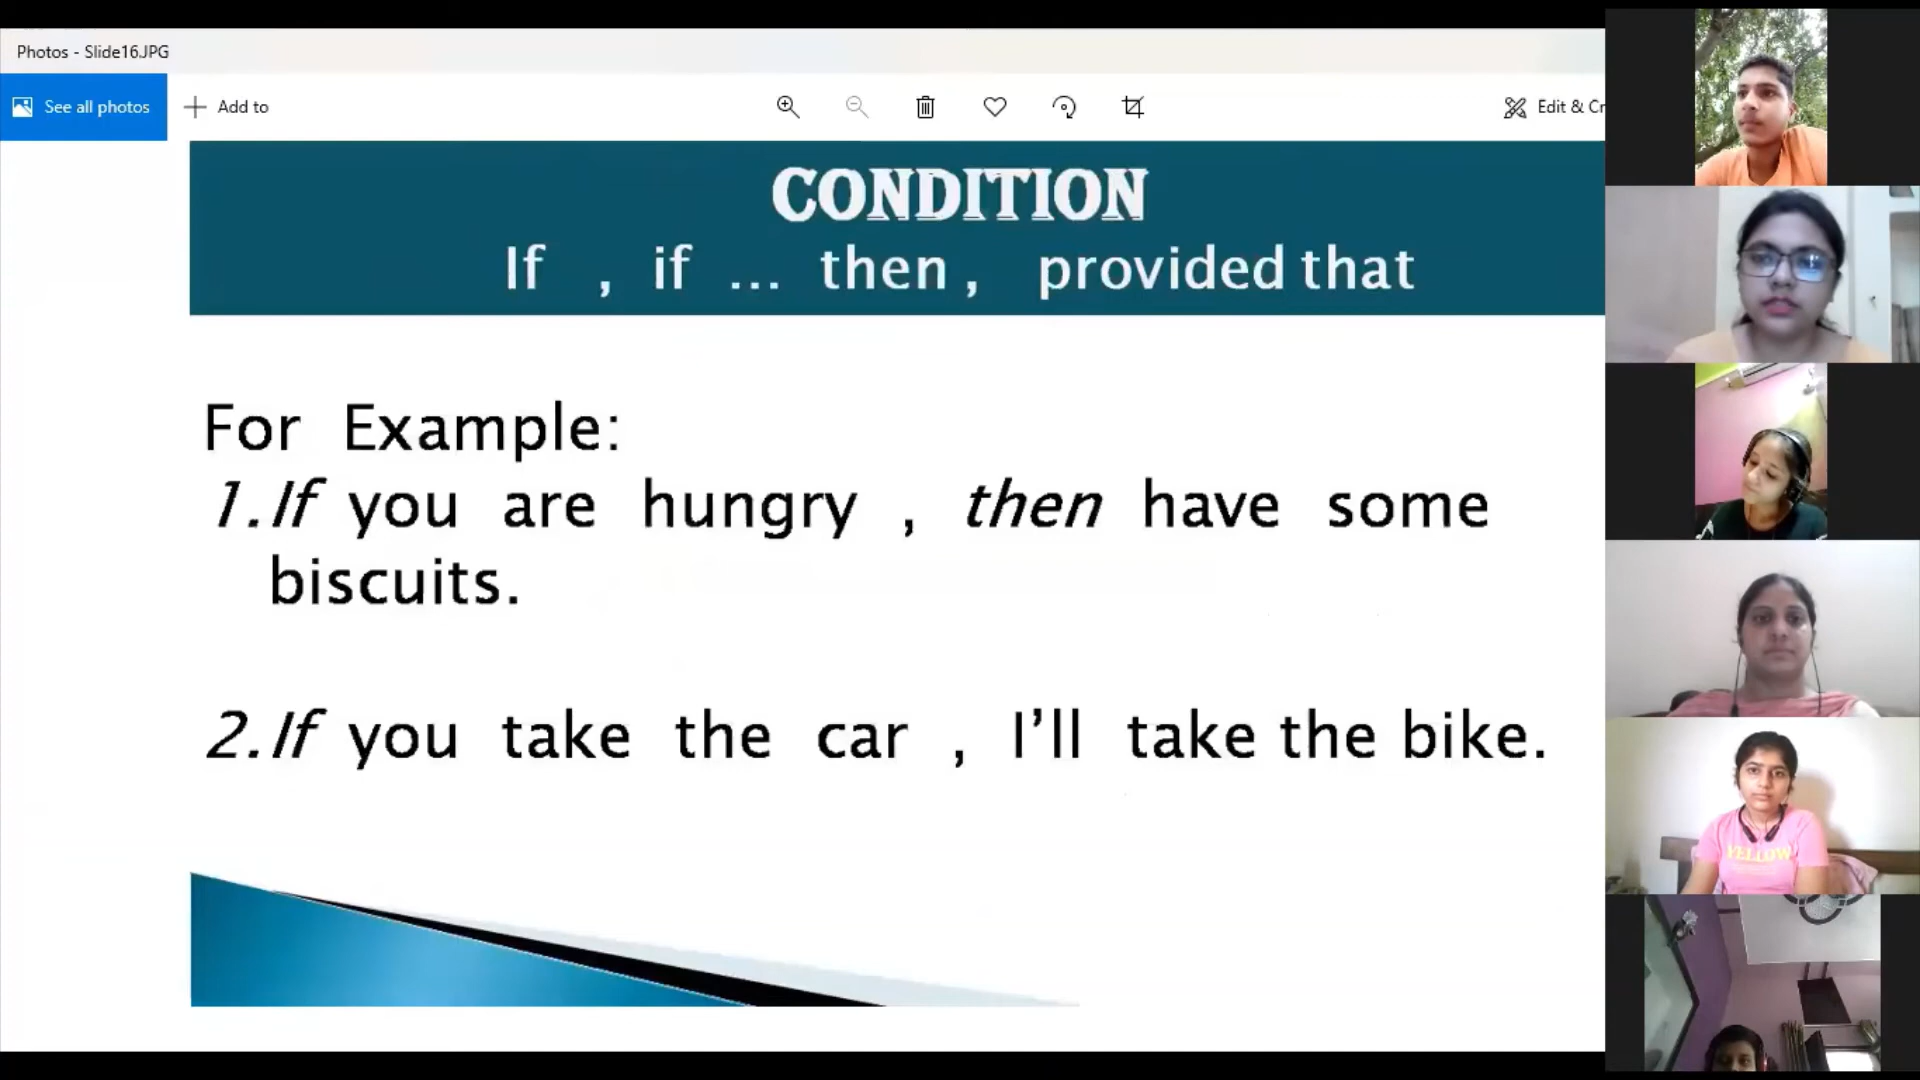 Photos - Slide16.JPG
See all photos
Add to
Edit & Cr
CONDITION
If , if ... then , provided that
For Example:
1. If you are hungry , then have some
biscuits.
2. If you take the car , I’ll take the bike.
YELLOW